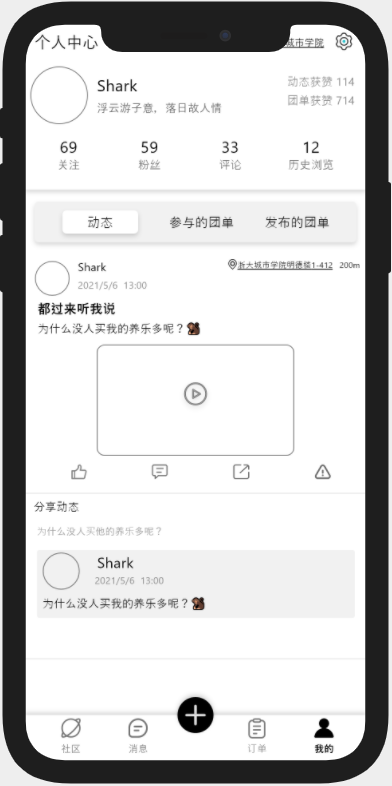 个人中心
城市学院
Shark
浮云游子意，落日故人情
动态获赞 114
团单获赞 714
69 59 33 12
关注 粉丝 评论 历史浏览
动态 参与的团单 发布的团单
Shark
浙大城市学院明德楼1-412 200m
2021/5/6 13:00
都过来听我说
为什么没人买我的养乐多呢？
分享动态
为什么没人买他的养乐多呢？
Shark
2021/5/6 13:00
为什么没人买我的养乐多呢？
社区 消息 订单 我的